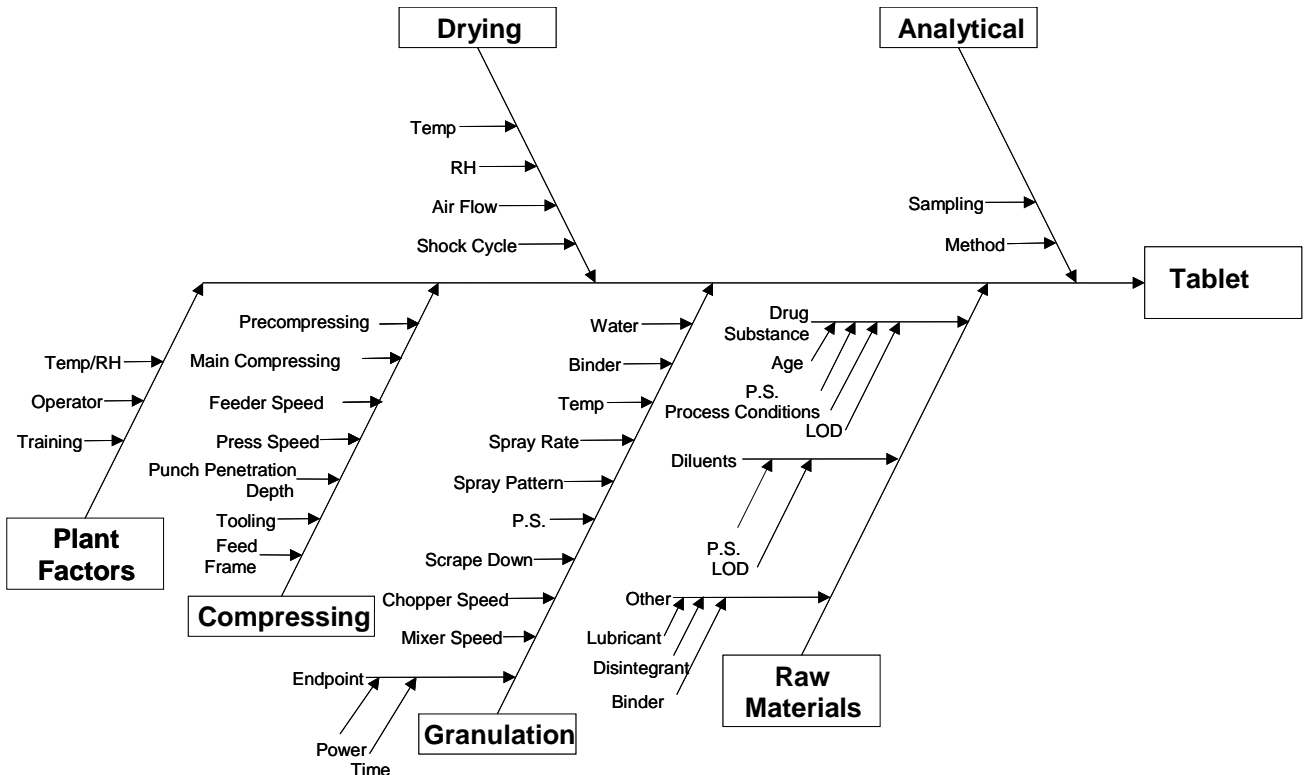 Drying
Analytical
Temp
RH
Air Flow
Shock Cycle
Sampling
Method
Tablet
Temp/RH
Operator
Training
Plant
Factors
Precompressing
Main Compressing
Feeder Speed
Press Speed
Punch Penetration
Depth
Tooling
Feed
Frame
Compressing
Water
Binder
Temp
Spray Rate
Spray Pattern
P.S.
Scrape Down
Chopper Speed
Mixer Speed
Endpoint
Power
Time
Granulation
Drug
Substance
Age
P.S.
Process Conditions
LOD
Diluents
P.S.
LOD
Other
Lubricant
Disintegrant
Binder
Raw
Materials